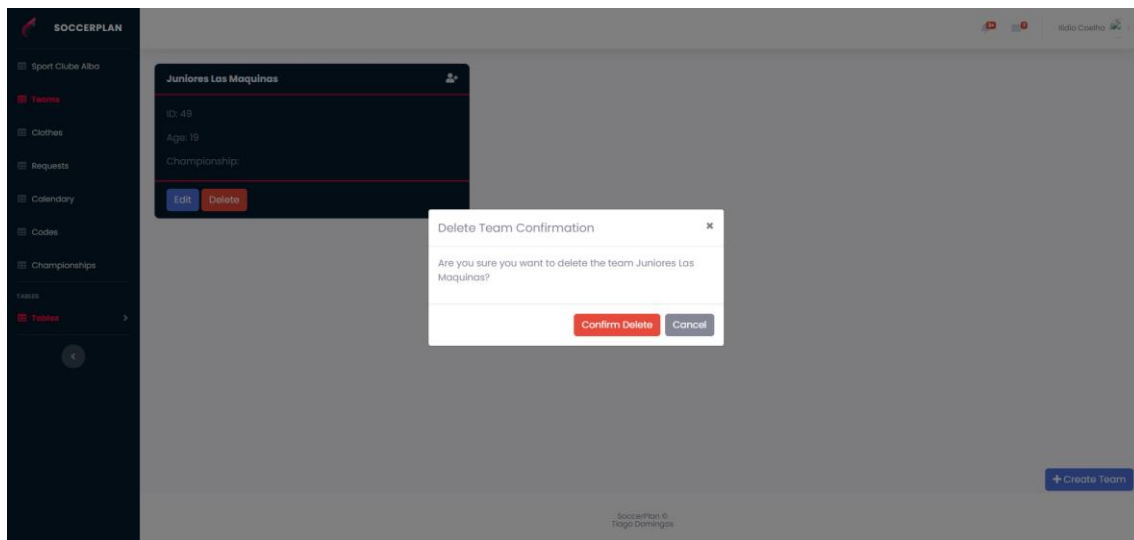 SOCCERPLAN
Ilidio Coelho
Sport Clube Alba
Teams
Clothes
Requests
Calendary
Codes
Championships
TABLES
Tables
Juniores Las Maquinas
ID: 49
Age: 19
Championship:
Edit Delete
Delete Team Confirmation
Are you sure you want to delete the team Juniores Las
Maquinas?
Confirm Delete Cancel
+ Create Team
SoccerPlan ©
Tiago Domingos